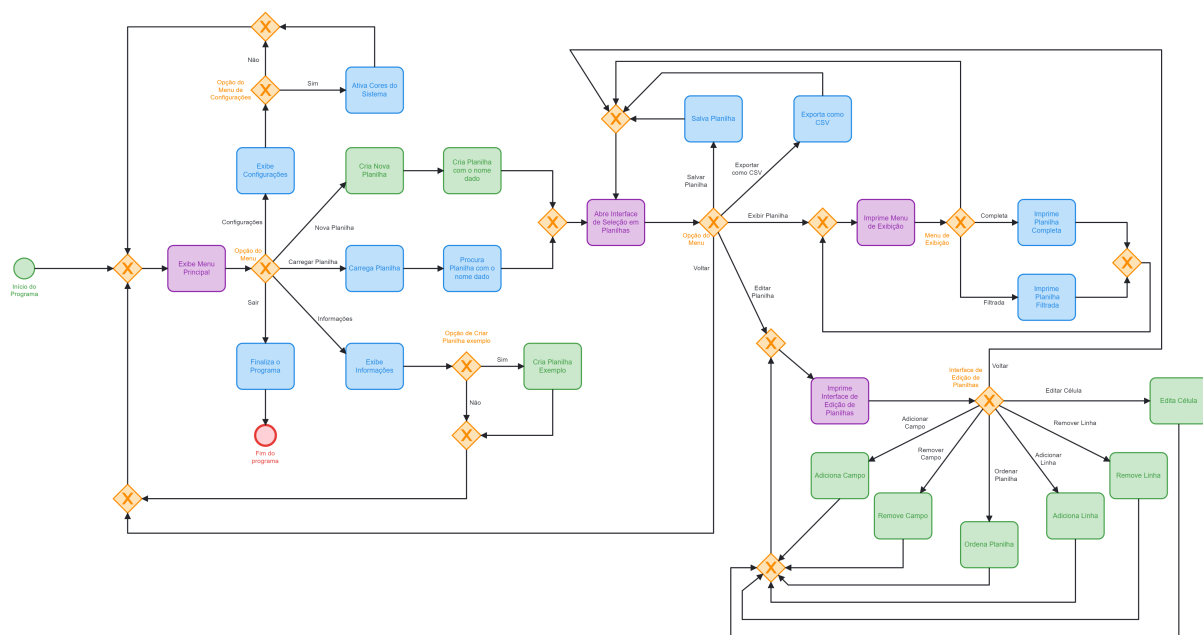 Não
Opção do
Menu de
Configurações
Sim
Ativa Cores do
Sistema
Exibe
Configurações
Cria Nova
Planilha
Cria Planilha
com o nome
dado
Configurações
Nova Planilha
Início do
Programa
Exibe Menu
Principal
Opção do
Menu
Carregar Planilha
Carrega Planilha
Procura
Planilha com o
nome dado
Sair
Informações
Finaliza o
Programa
Fim do
programa
Exibe
Informações
Opção de Criar
Planilha exemplo
Sim
Cria Planilha
Exemplo
Não
Abre Interface
de Seleção em
Planilhas
Salva Planilha
Exporta como
CSV
Salvar
Planilha
Exportar
como CSV
Opção do
Menu
Exibir Planilha
Voltar
Editar
Planilha
Imprime Menu
de Exibição
Menu de
Exibição
Completa
Imprime
Planilha
Completa
Filtrada
Imprime
Planilha
Filtrada
Imprime
Interface de
Edição de
Planilhas
Interface de
Edição de
Planilhas
Voltar
Editar Célula
Edita Célula
Adicionar
Campo
Remover
Campo
Ordenar
Planilha
Adicionar
Linha
Remover Linha
Adiciona Campo
Remove Campo
Ordena Planilha
Adiciona Linha
Remove Linha